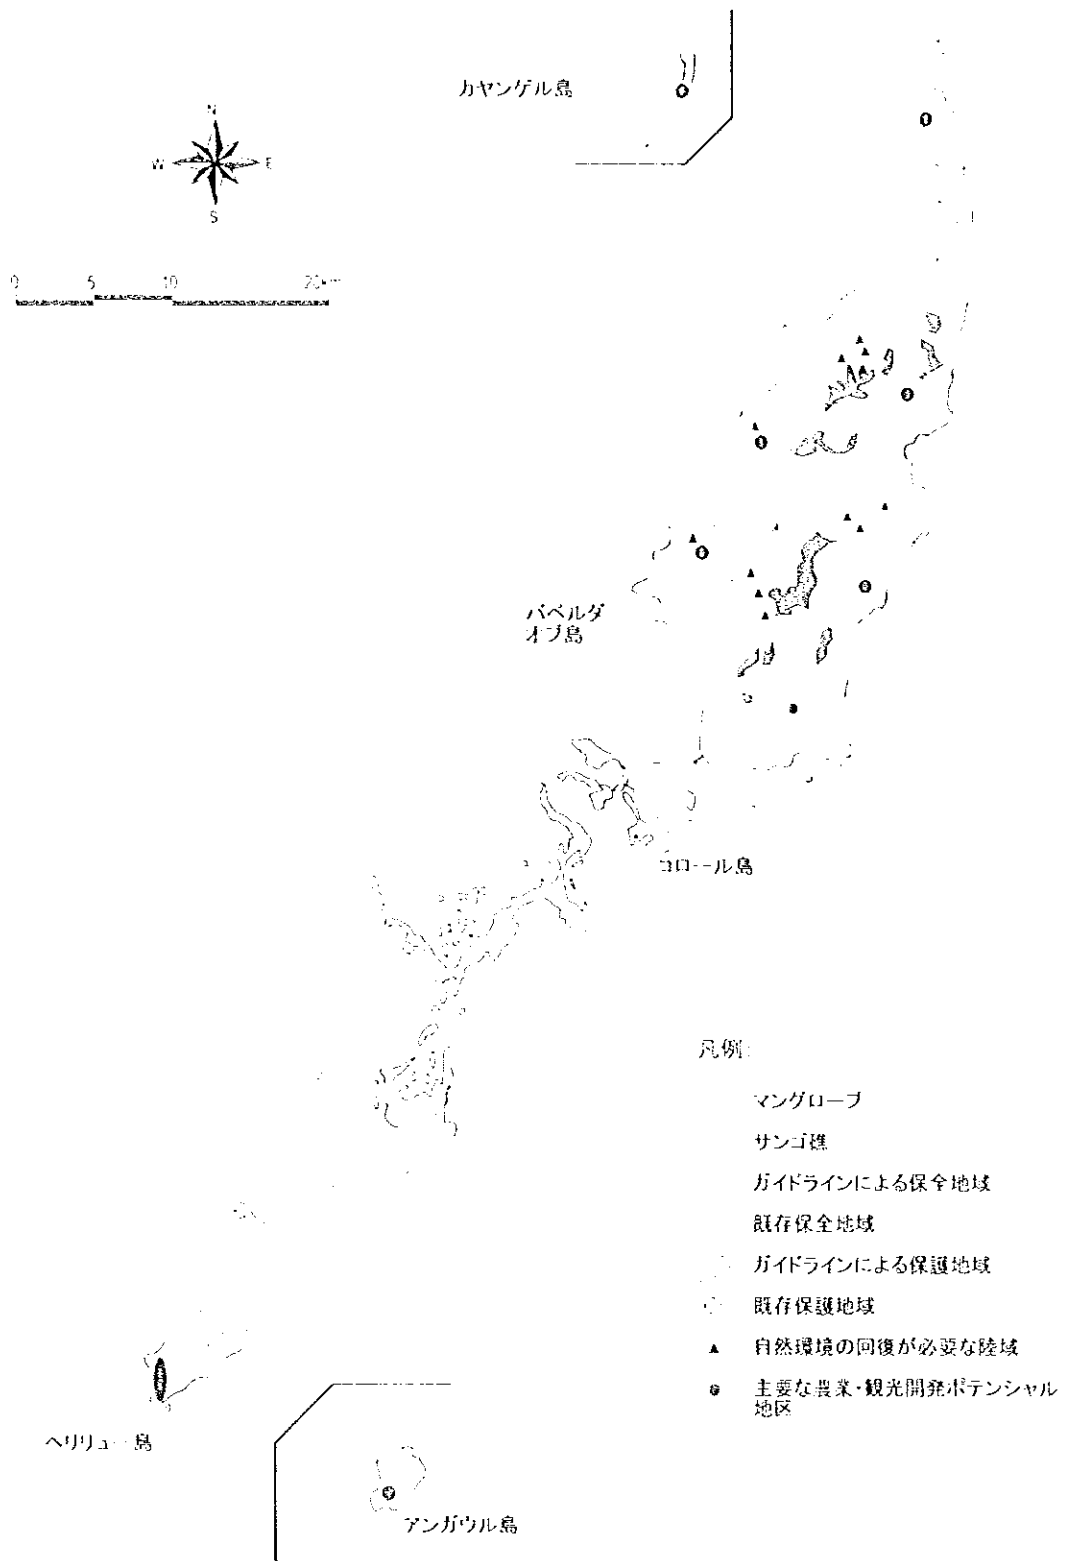 カヤンゲル島
N
W
E
S
0 5 10 20km
バベルダ
オブ島
コロール島
凡例:
マングローブ
サンゴ礁
ガイドラインによる保全地域
既存保全地域
ガイドラインによる保護地域
既存保護地域
自然環境の回復が必要な陸域
主要な農業・観光開発ポテンシャル
地区
ペリリュー島
アンガウル島